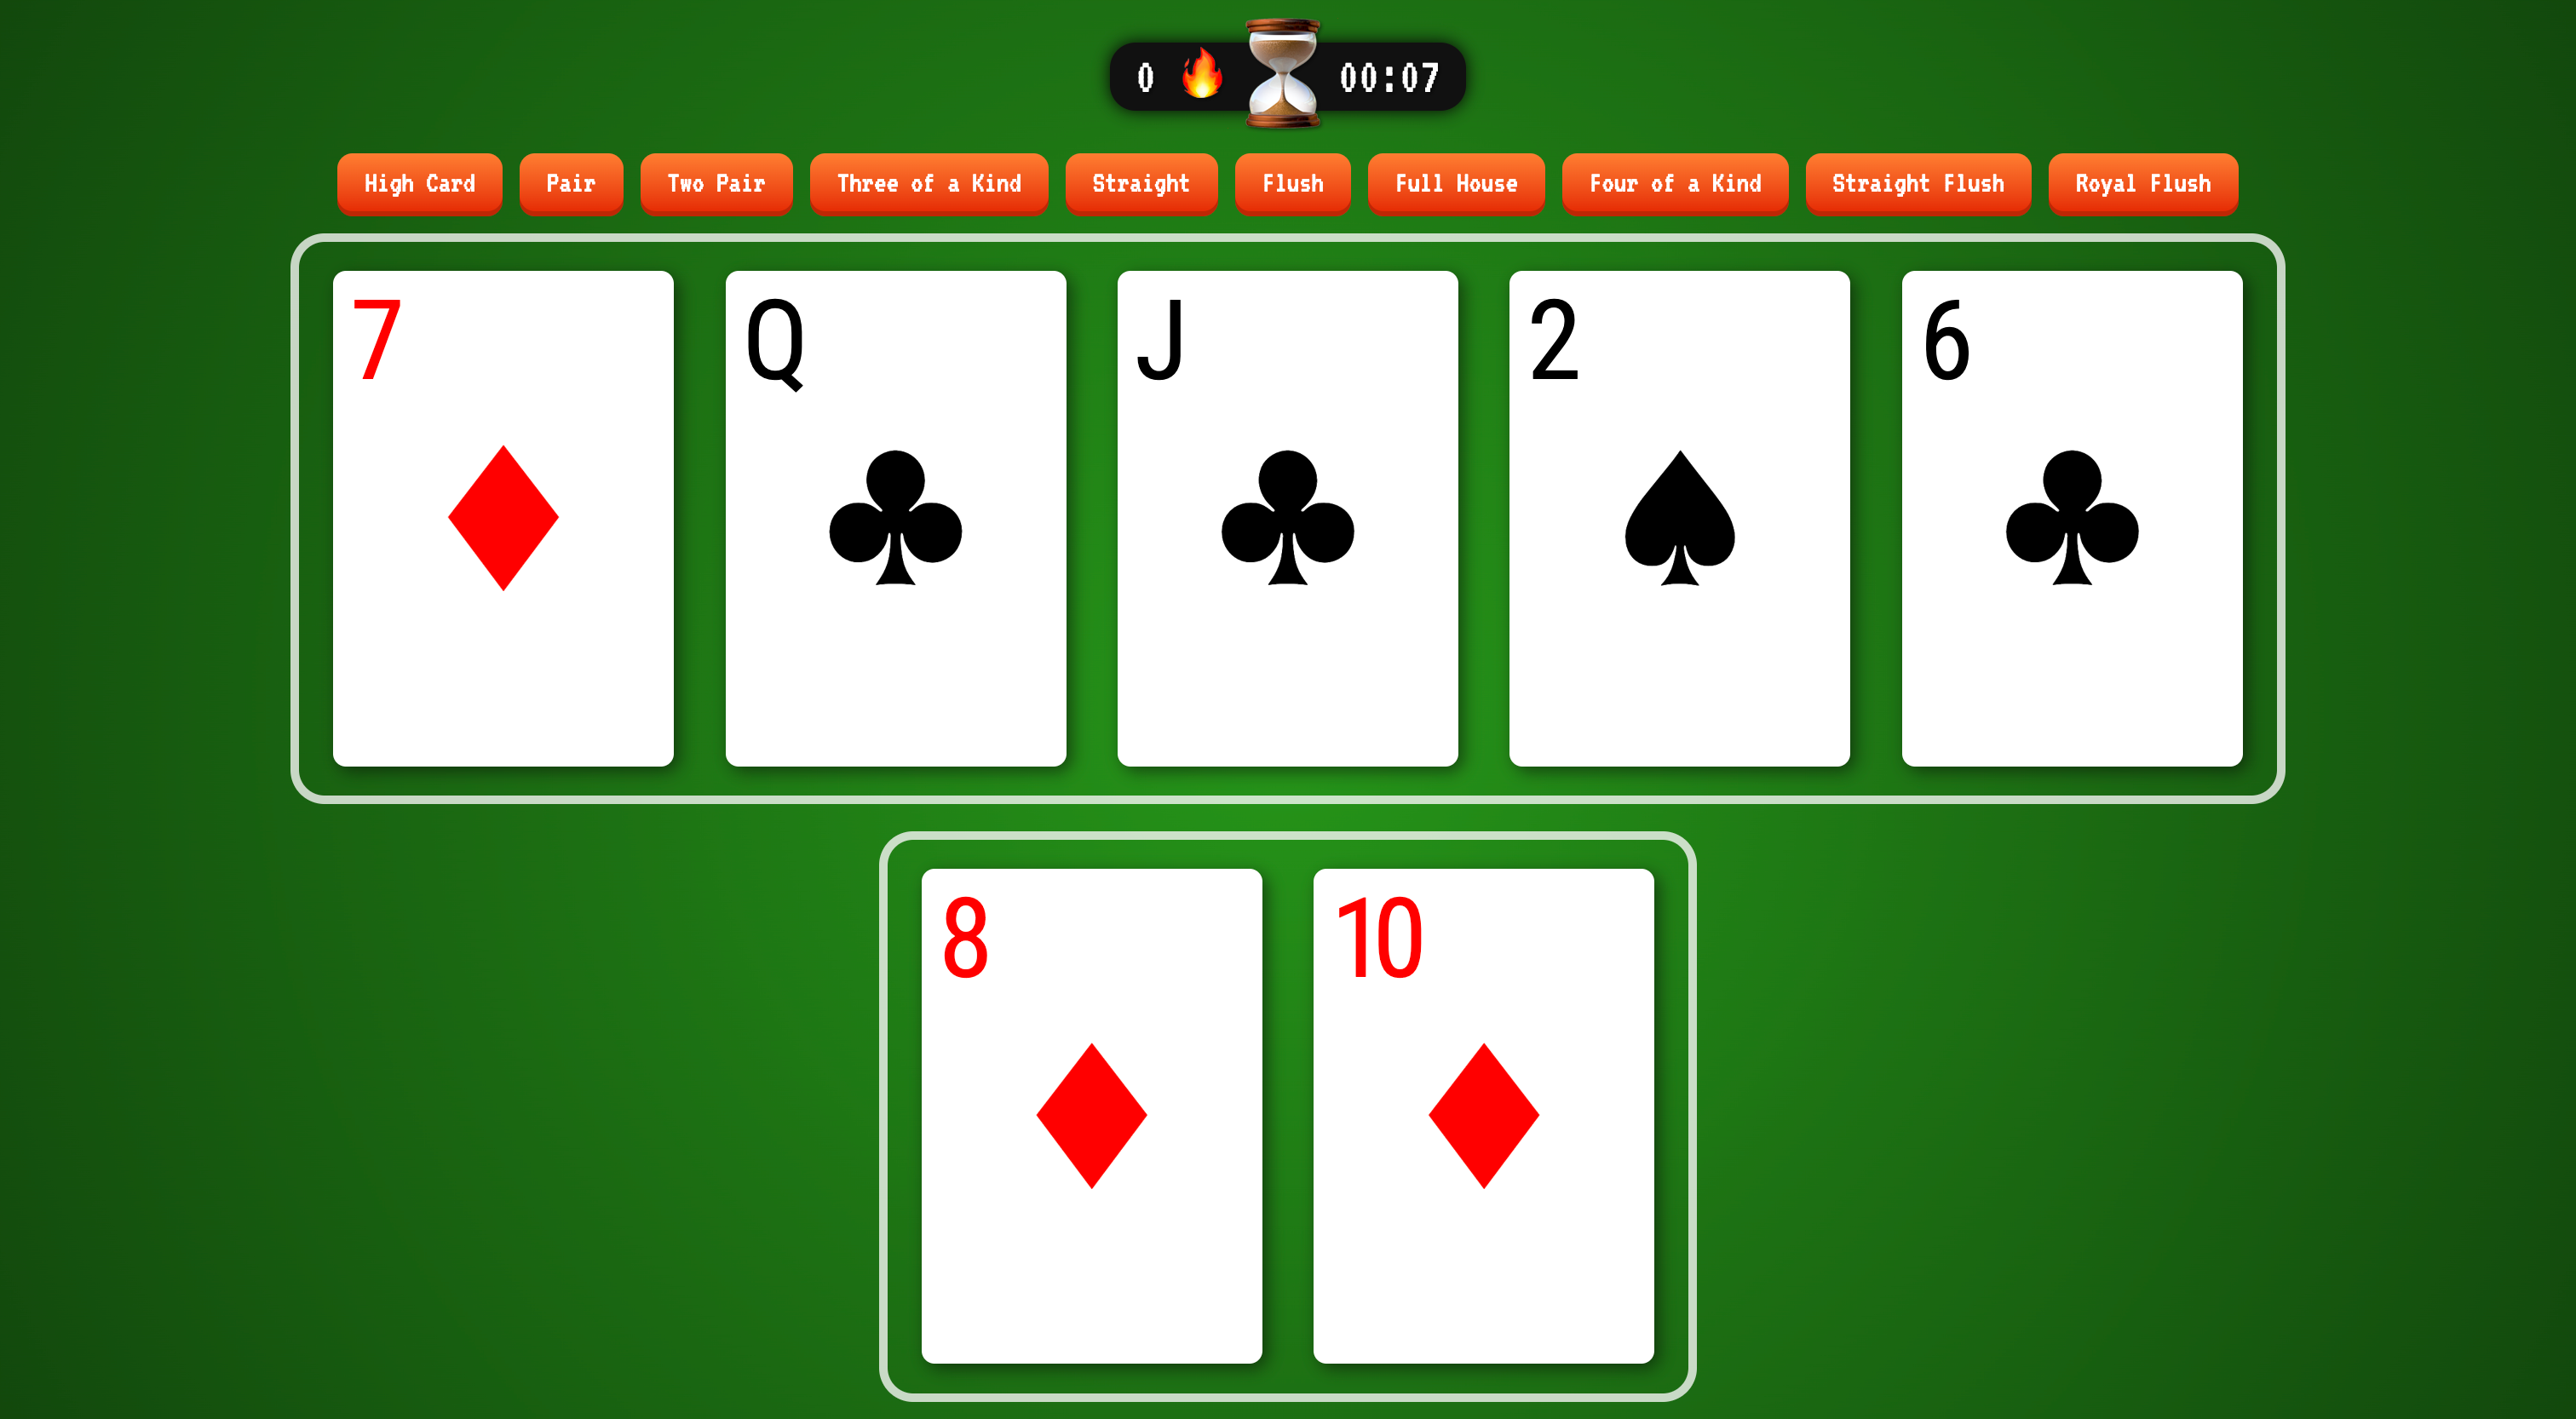 0 00:07
High Card Pair Two Pair Three of a Kind Straight Flush Full House Four of a Kind Straight Flush Royal Flush
7 Q J 2 6
8 10